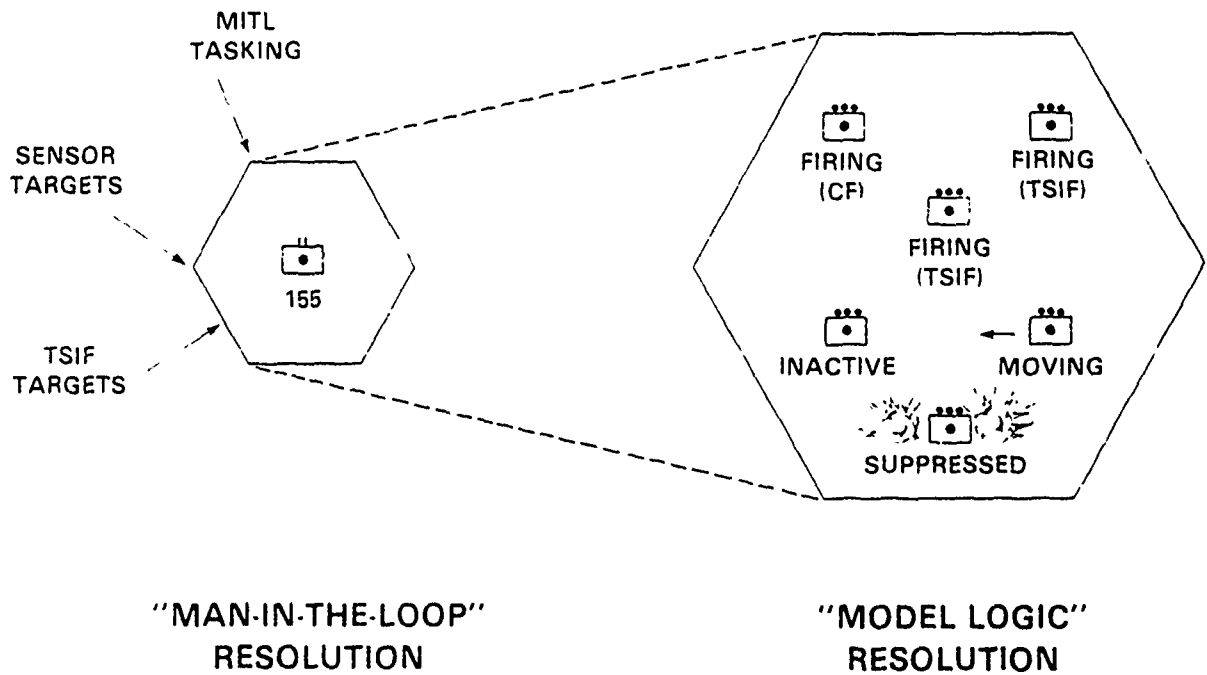 MITL
TASKING
SENSOR
TARGETS
TSIF
TARGETS
155
FIRING
(CF)
FIRING
(TSIF)
FIRING
(TSIF)
INACTIVE
MOVING
SUPPRESSED
"MAN-IN-THE-LOOP"
RESOLUTION
"MODEL LOGIC"
RESOLUTION